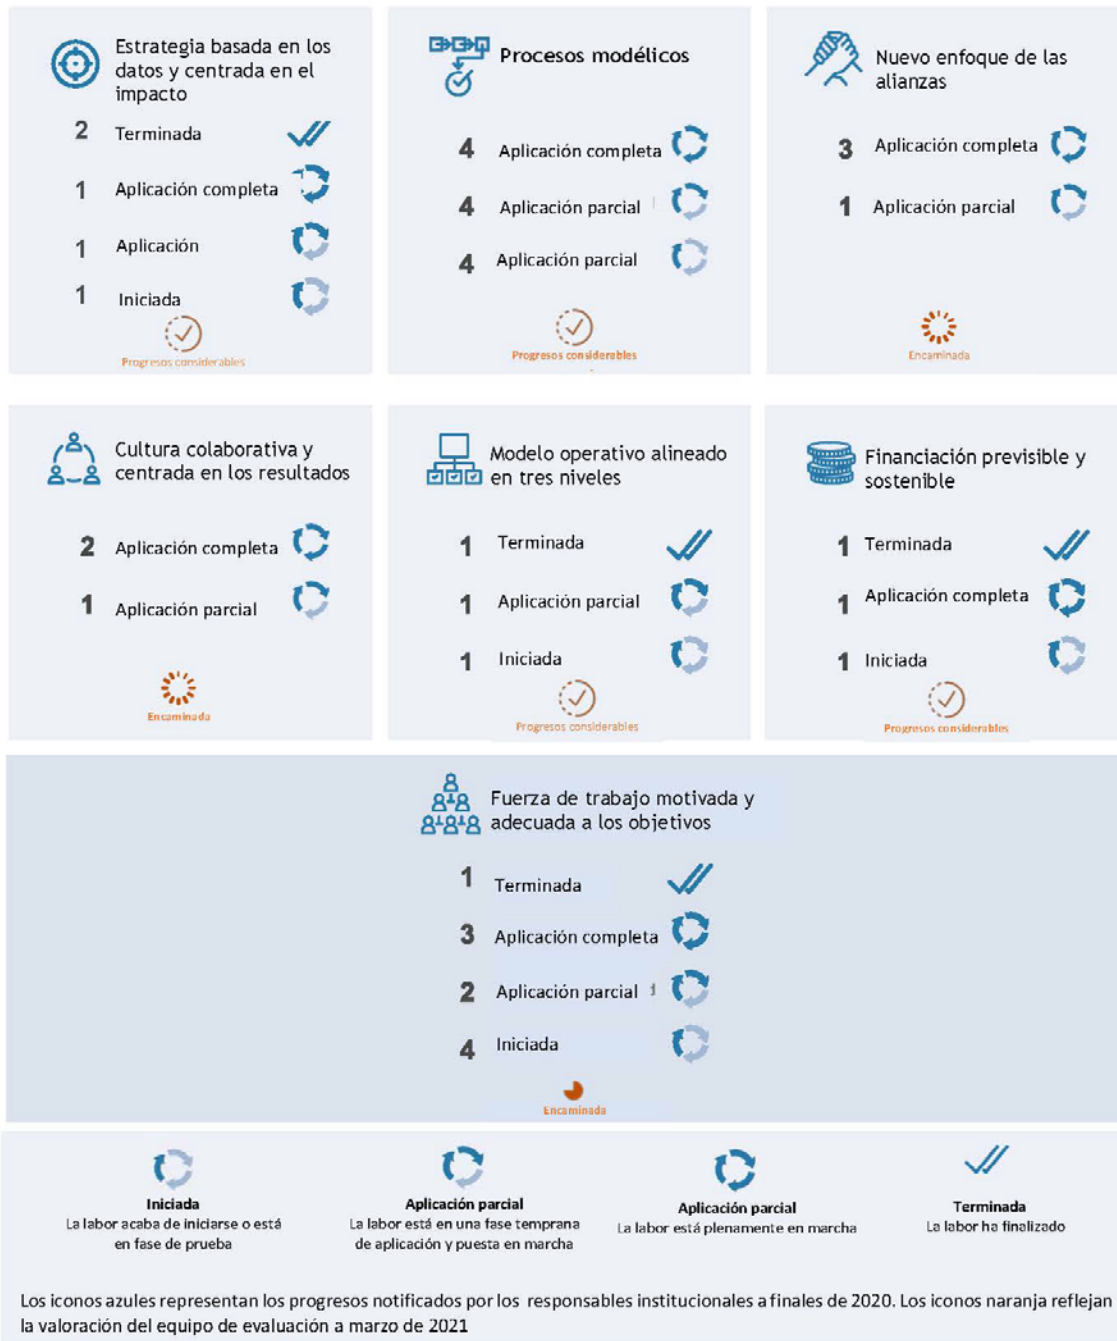 Estrategia basada en los
datos y centrada en el
impacto
2 Terminada
1 Aplicación completa
1 Aplicación
1 Iniciada
Progresos considerables
Procesos modélicos
4 Aplicación completa
4 Aplicación parcial
4 Aplicación parcial
Progresos considerables
Nuevo enfoque de las
alianzas
3 Aplicación completa
1 Aplicación parcial
Encaminada
Cultura colaborativa y
centrada en los resultados
2 Aplicación completa
1 Aplicación parcial
Encaminada
Modelo operativo alineado
en tres niveles
1 Terminada
1 Aplicación parcial
1 Iniciada
Progresos considerables
Financiación previsible y
sostenible
1 Terminada
1 Aplicación completa
1 Iniciada
Progresos considerables
Fuerza de trabajo motivada y
adecuada a los objetivos
1 Terminada
3 Aplicación completa
2 Aplicación parcial
4 Iniciada
Encaminada
Iniciada
La labor acaba de iniciarse o está
en fase de prueba
Aplicación parcial
La labor está en una fase temprana
de aplicación y puesta en marcha
Aplicación parcial
La labor está plenamente en marcha
Terminada
La labor ha finalizado
Los iconos azules representan los progresos notificados por los responsables institucionales a finales de 2020. Los iconos naranja reflejan
la valoración del equipo de evaluación a marzo de 2021